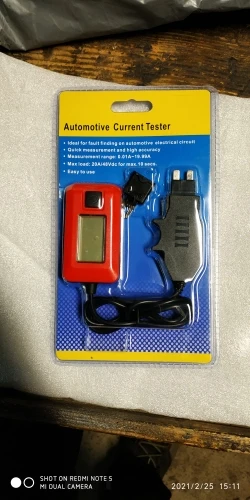 Automotive Current Tester
• Ideal for fault finding on automotive electrical circuit
• Quick measurement and high accuracy
• Measurement range: 0.01A~19.99A
• Max load: 20A/48Vdc for max.10 secs.
• Easy to use
SHOT ON REDMI NOTE 5
MI DUAL CAMERA
2021/2/25 15:11